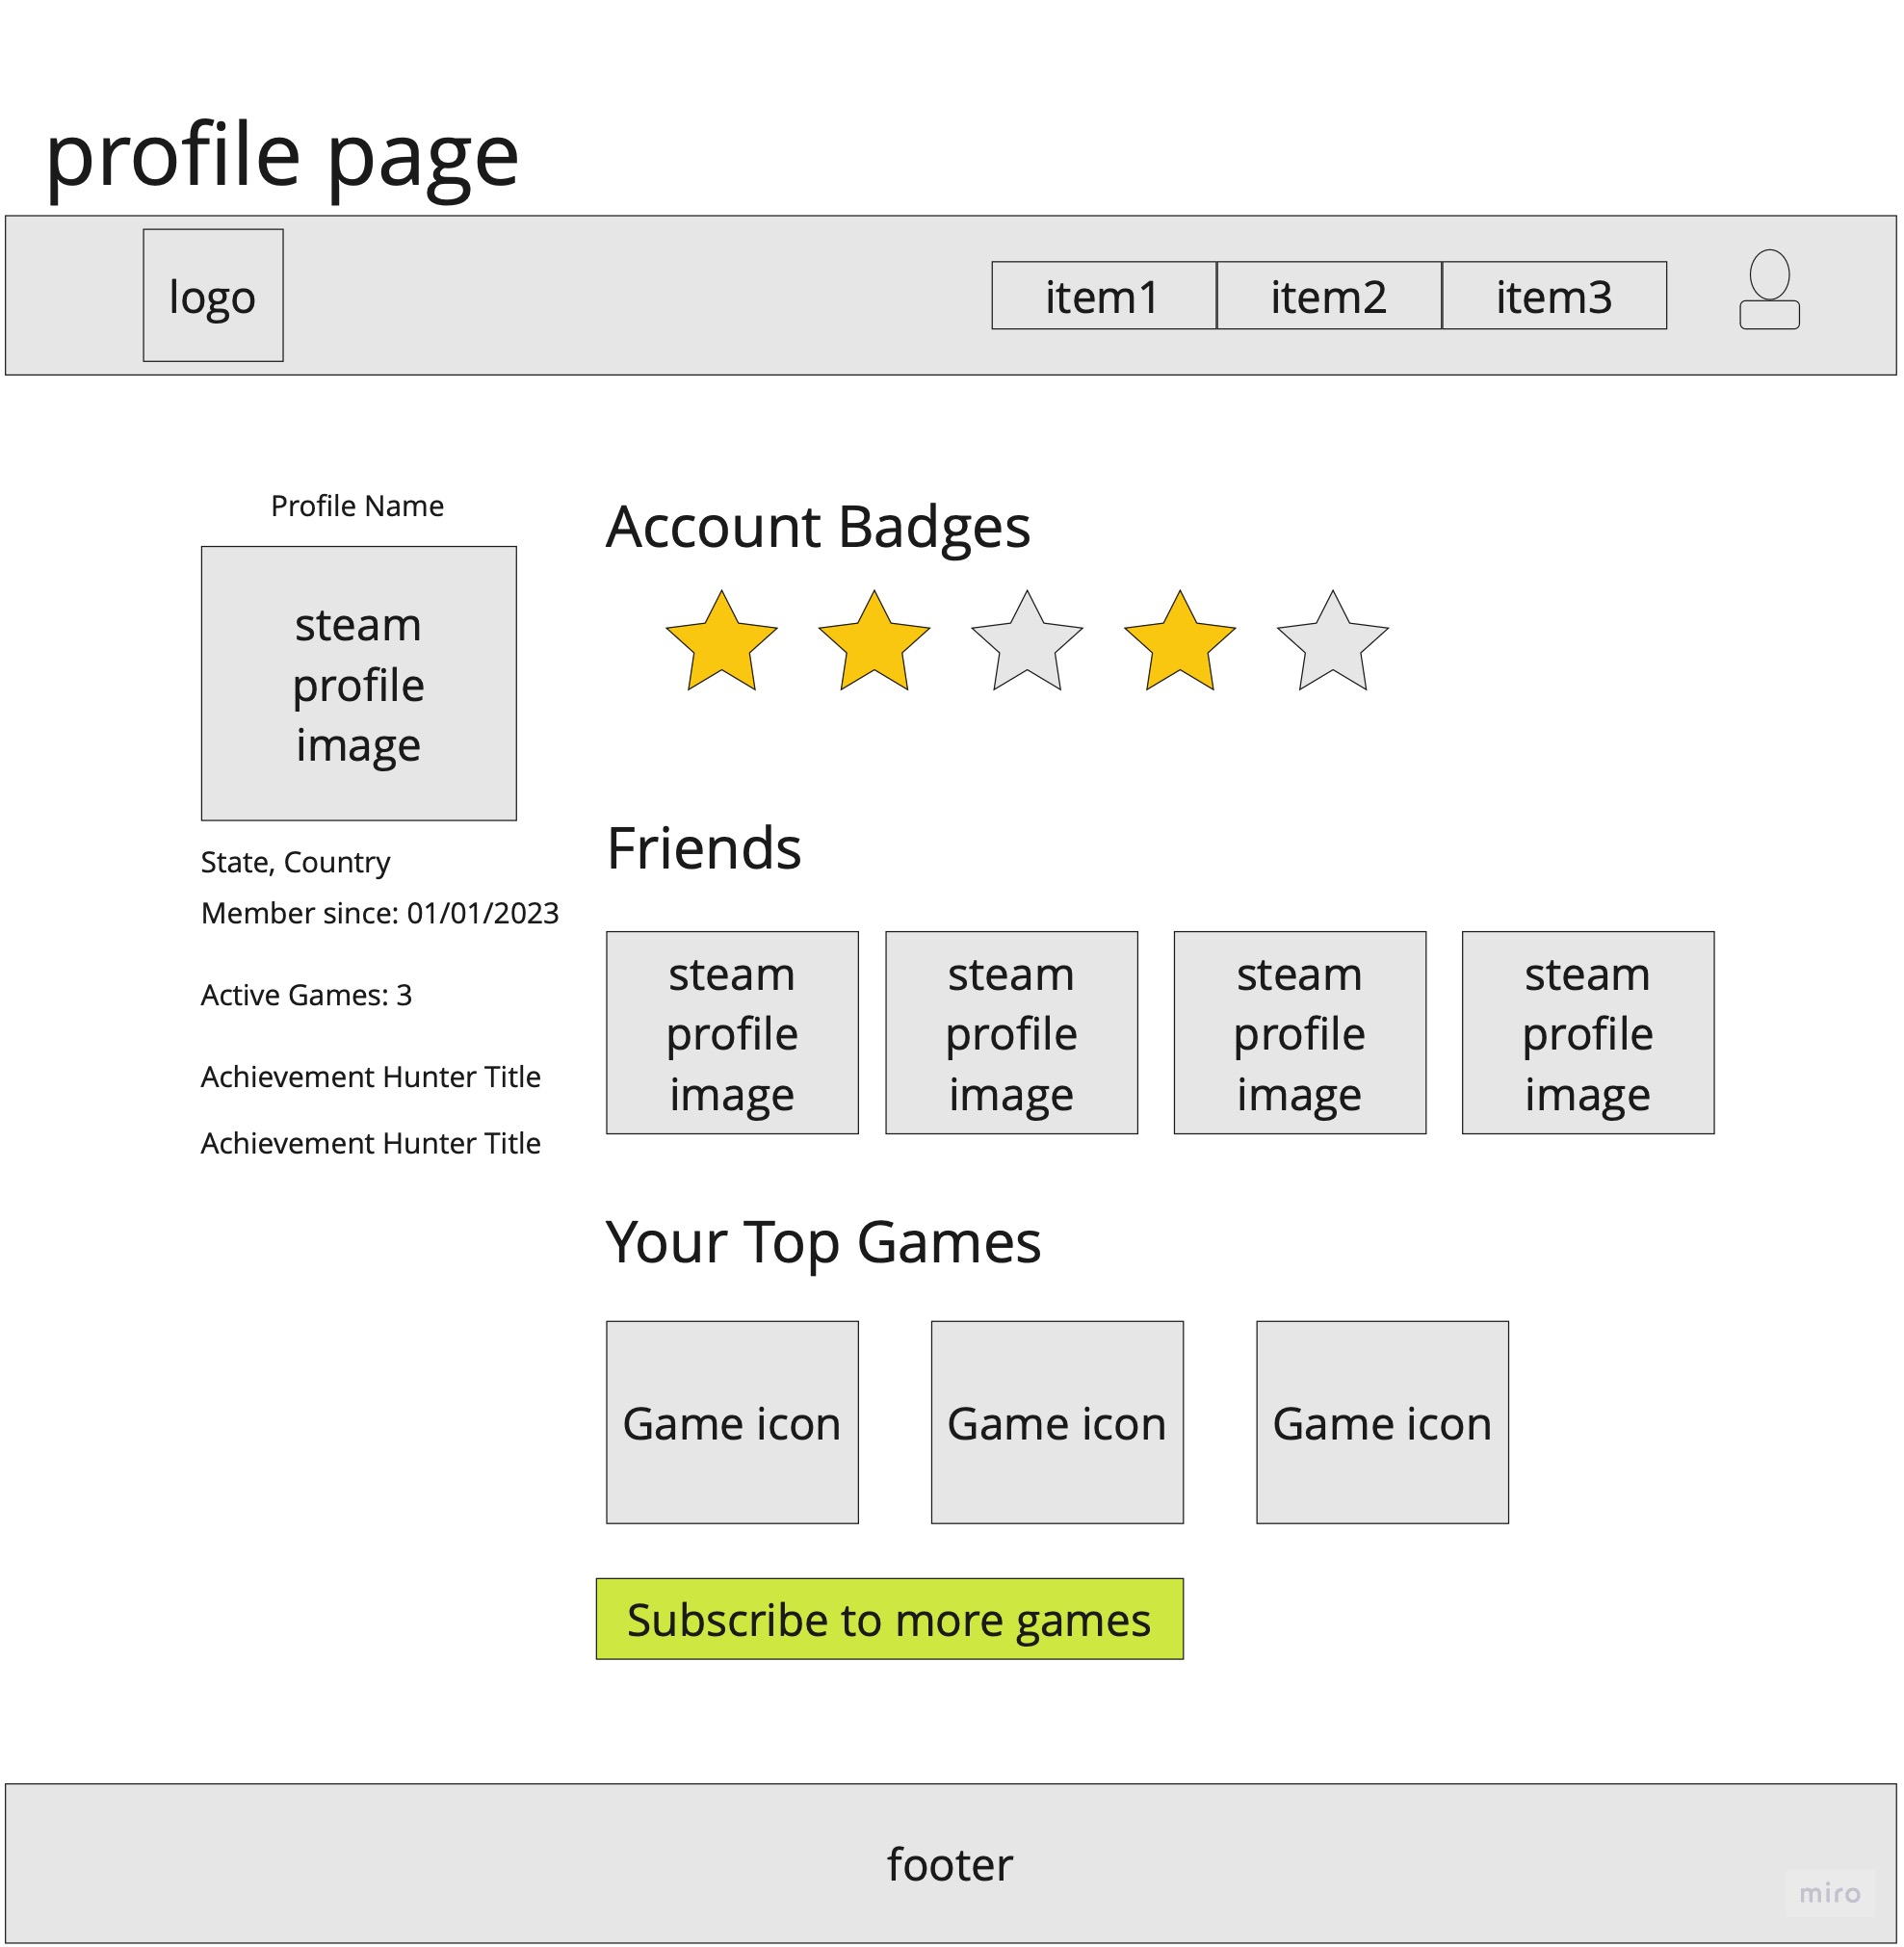 profile page
logo
item1
item2
item3
Profile Name
steam
profile
image
State, Country
Member since: 01/01/2023
Active Games: 3
Achievement Hunter Title
Achievement Hunter Title
Account Badges
Friends
steam
profile
image
steam
profile
image
steam
profile
image
steam
profile
image
Your Top Games
Game icon
Game icon
Game icon
Subscribe to more games
footer
miro